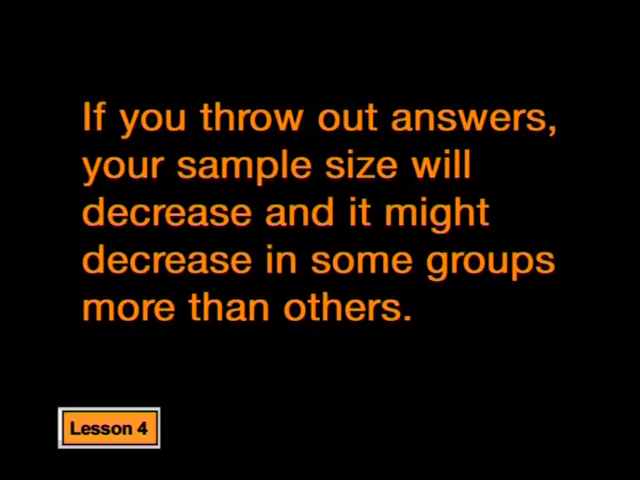 If you throw out answers,
your sample size will
decrease and it might
decrease in some groups
more than others.
Lesson 4